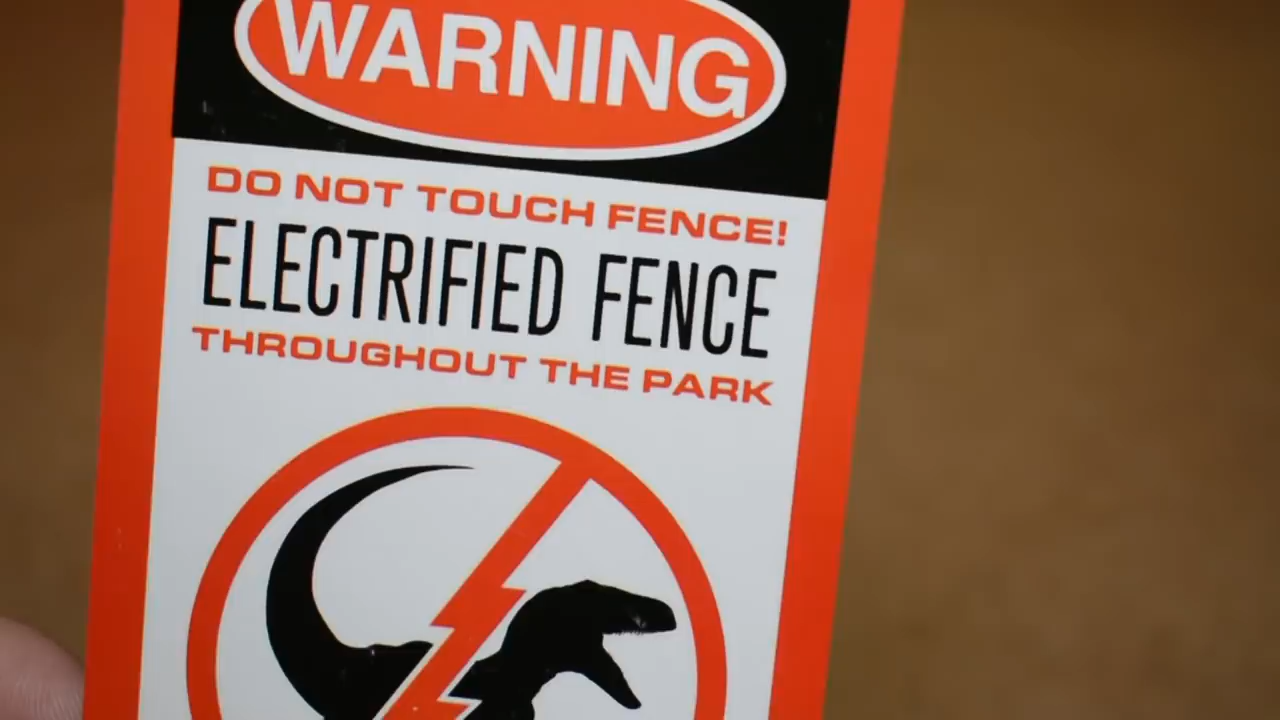 WARNING
DO NOT TOUCH FENCE!
ELECTRIFIED FENCE
THROUGHOUT THE PARK